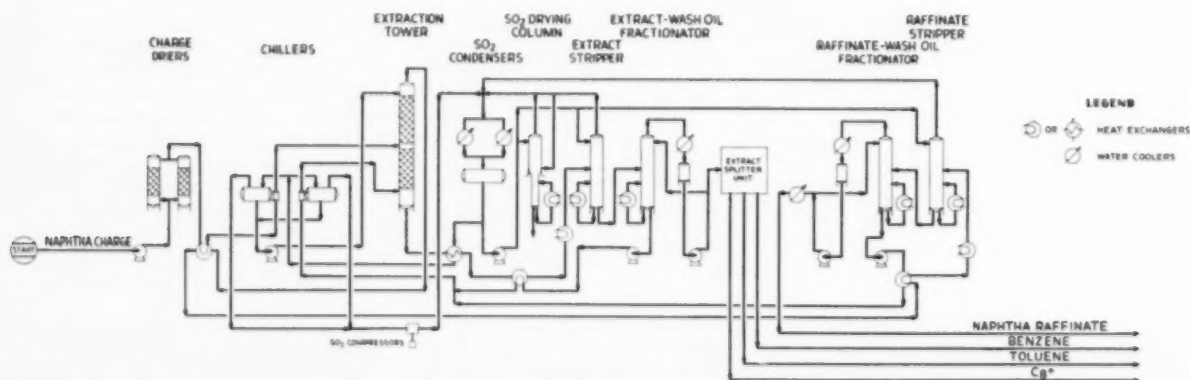 EXTRACTION
TOWER
SO₂ DRYING
COLUMN
EXTRACT-WASH OIL
FRACTIONATOR
RAFFINATE
STRIPPER
CHARGE
DRIERS
CHILLERS
SO₂
CONDENSERS
EXTRACT
STRIPPER
RAFFINATE-WASH OIL
FRACTIONATOR
LEGEND
OR
HEAT EXCHANGERS
WATER COOLERS
EXTRACT
SPLITTER
UNIT
START
NAPHTHA CHARGE
SO₂ COMPRESSORS
NAPHTHA RAFFINATE
BENZENE
TOLUENE
C8+